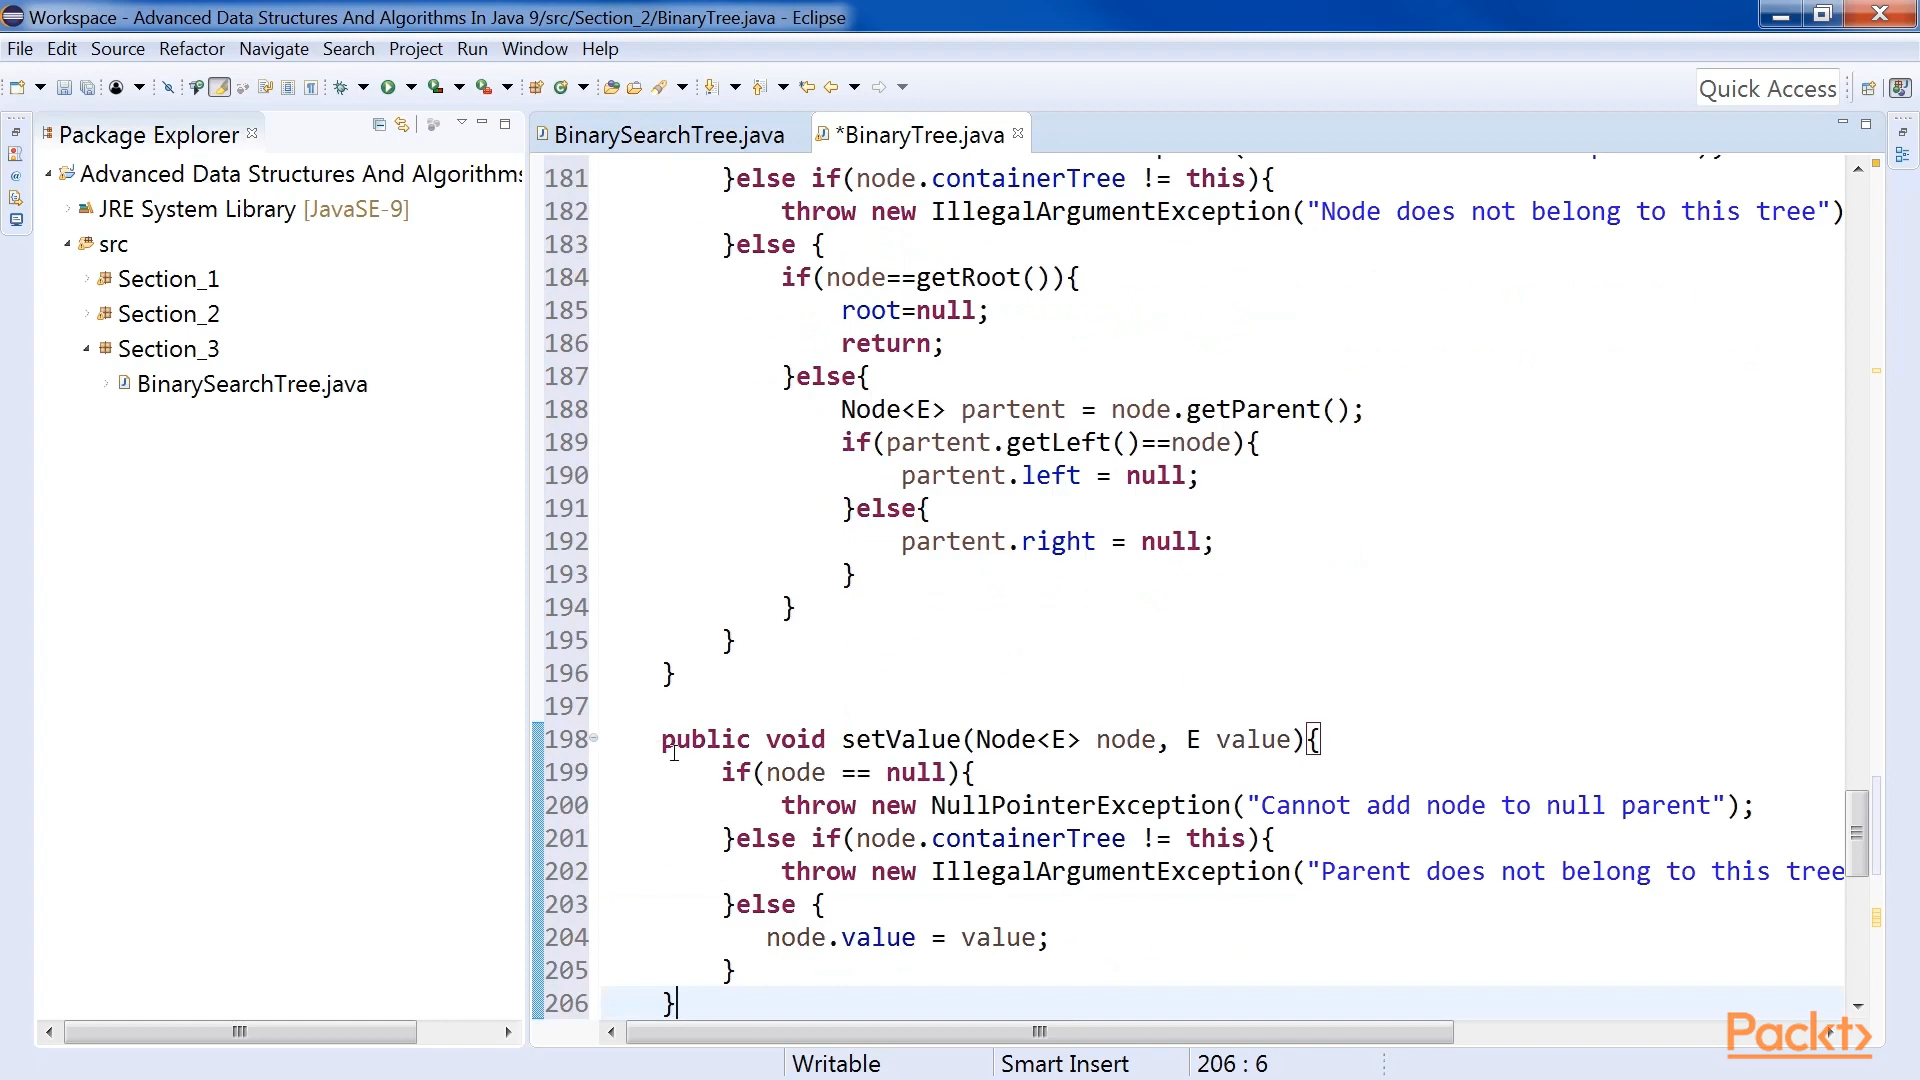 Workspace - Advanced Data Structures And Algorithms In Java 9/src/Section_2/BinaryTree.java - Eclipse
File Edit Source Refactor Navigate Search Project Run Window Help
Quick Access
Package Explorer
BinarySearchTree.java
*BinaryTree.java
Advanced Data Structures And Algorithms
JRE System Library [JavaSE-9]
src
Section_1
Section_2
Section_3
BinarySearchTree.java
181 }else if(node.containerTree != this){
182 throw new IllegalArgumentException("Node does not belong to this tree")
183 }else {
184 if(node==getRoot()){
185 root=null;
186 return;
187 }else{
188 Node<E> partent = node.getParent();
189 if(partent.getLeft()==node){
190 partent.left = null;
191 }else{
192 partent.right = null;
193 }
194 }
195 }
196 }
197
198 public void setValue(Node<E> node, E value){
199 if(node == null){
200 throw new NullPointerException("Cannot add node to null parent");
201 }else if(node.containerTree != this){
202 throw new IllegalArgumentException("Parent does not belong to this tree
203 }else {
204 node.value = value;
205 }
206 }
Packt>
Writable Smart Insert 206 : 6